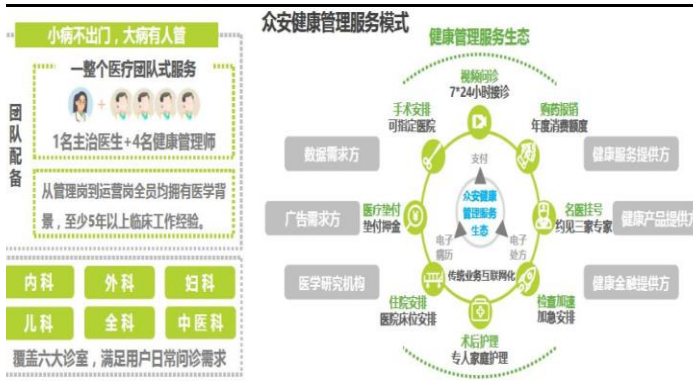 小病不出门，大病有人管
一整个医疗团队式服务
1名主治医生+4名健康管理师
团队配备
从管理岗到运营岗全员均拥有医学背
景，至少5年以上临床工作经验。
内科 外科 妇科
儿科 全科 中医科
覆盖六大诊室，满足用户日常问诊需求
众安健康管理服务模式
健康管理服务生态
视频问诊
7*24小时接诊
手术安排
可指定医院
购药报销
年度消费额度
数据需求方
支付
健康服务提供方
广告需求方
医疗垫付
垫付押金
众安健康
管理服务
生态
名医挂号
约见三家专家
健康产品提供方
电子
病历
电子
处方
医学研究机构
传统业务互联网化
健康金融提供方
住院安排
医院床位安排
检查加速
加急安排
术后护理
专人家庭护理